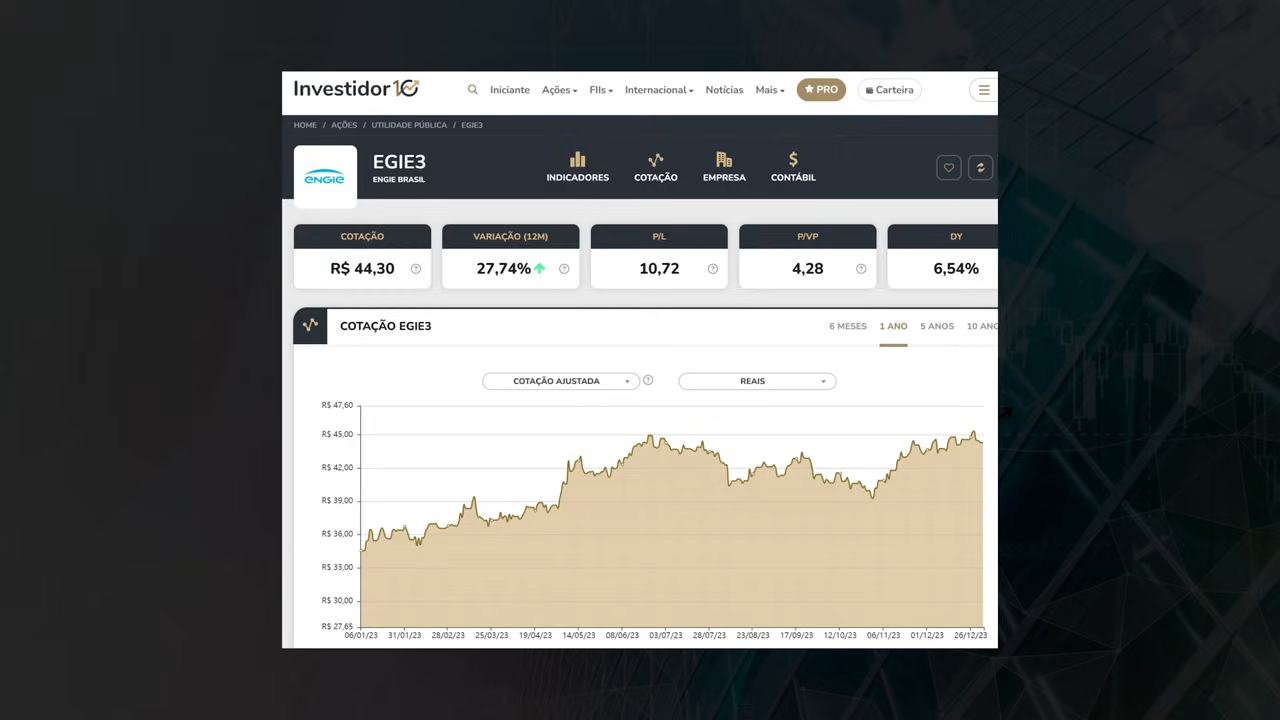 Investidor10
Iniciante Ações FIIs Internacional Notícias Mais PRO Carteira
HOME / AÇÕES / UTILIDADE PÚBLICA / EGIE3
ENGIE
EGIE3
ENGIE BRASIL
INDICADORES COTAÇÃO EMPRESA CONTÁBIL
COTAÇÃO VARIAÇÃO (12M) P/L P/VP DY
R$ 44,30 27,74% 10,72 4,28 6,54%
COTAÇÃO EGIE3
6 MESES 1 ANO 5 ANOS 10 ANO
COTAÇÃO AJUSTADA REAIS
R$ 47,60
R$ 45,00
R$ 42,00
R$ 39,00
R$ 36,00
R$ 33,00
R$ 30,00
R$ 27,65
06/01/23 31/01/23 28/02/23 25/03/23 19/04/23 14/05/23 08/06/23 03/07/23 28/07/23 23/08/23 17/09/23 12/10/23 06/11/23 01/12/23 26/12/23